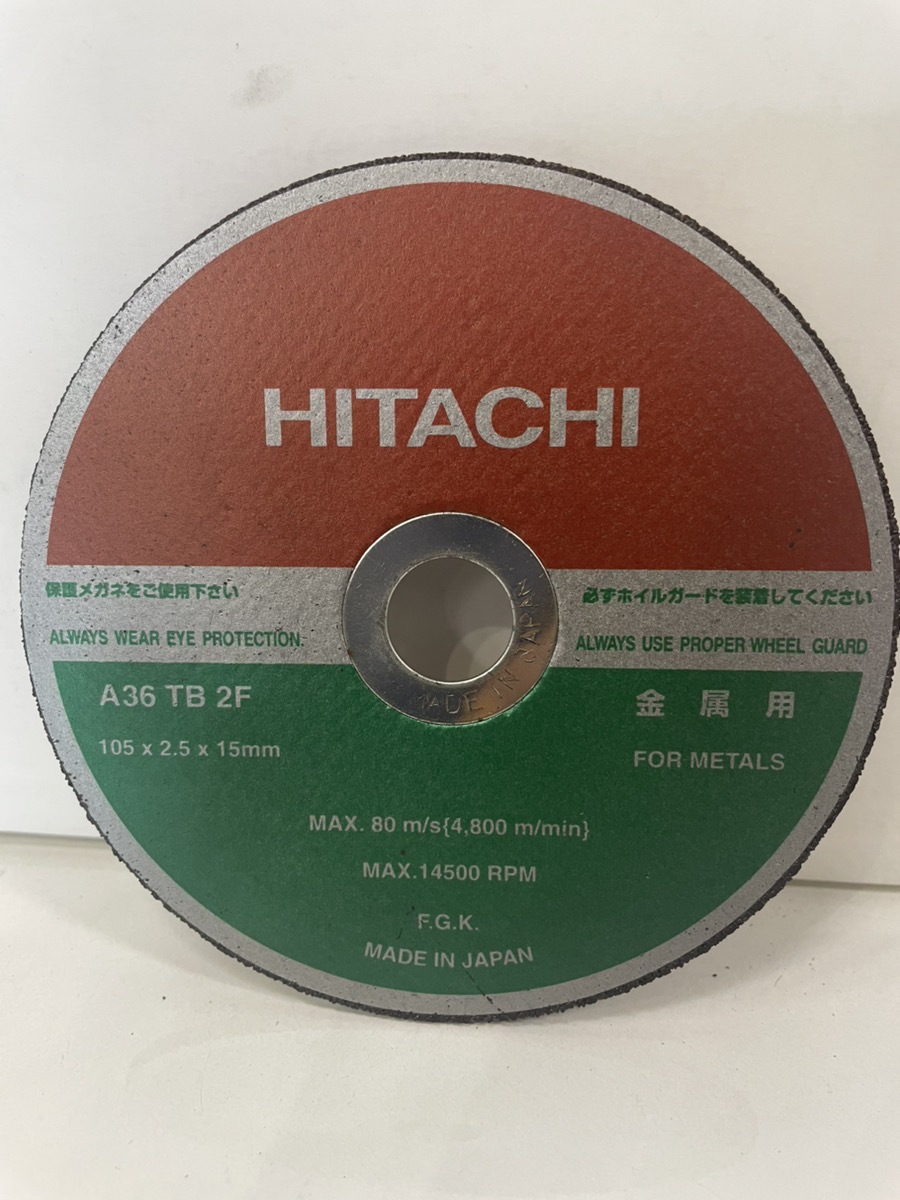 HITACHI
保護メガネをご使用下さい
必ずホイルガードを装着してください
ALWAYS WEAR EYE PROTECTION.
ALWAYS USE PROPER WHEEL GUARD
MADE IN JAPAN
A36 TB 2F
金属用
105 x 2.5 x 15mm
FOR METALS
MAX. 80 m/s{4,800 m/min}
MAX.14500 RPM
F.G.K.
MADE IN JAPAN